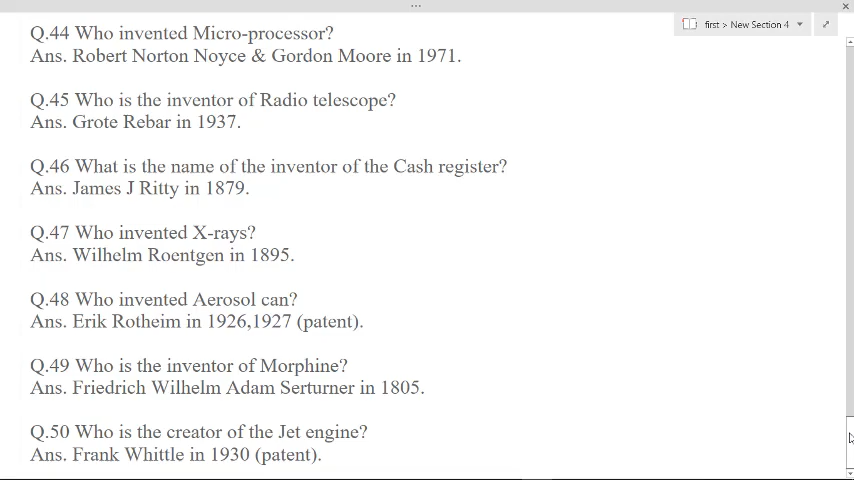 first > New Section 4
Q.44 Who invented Micro-processor?
Ans. Robert Norton Noyce & Gordon Moore in 1971.
Q.45 Who is the inventor of Radio telescope?
Ans. Grote Rebar in 1937.
Q.46 What is the name of the inventor of the Cash register?
Ans. James J Ritty in 1879.
Q.47 Who invented X-rays?
Ans. Wilhelm Roentgen in 1895.
Q.48 Who invented Aerosol can?
Ans. Erik Rotheim in 1926,1927 (patent).
Q.49 Who is the inventor of Morphine?
Ans. Friedrich Wilhelm Adam Serturner in 1805.
Q.50 Who is the creator of the Jet engine?
Ans. Frank Whittle in 1930 (patent).